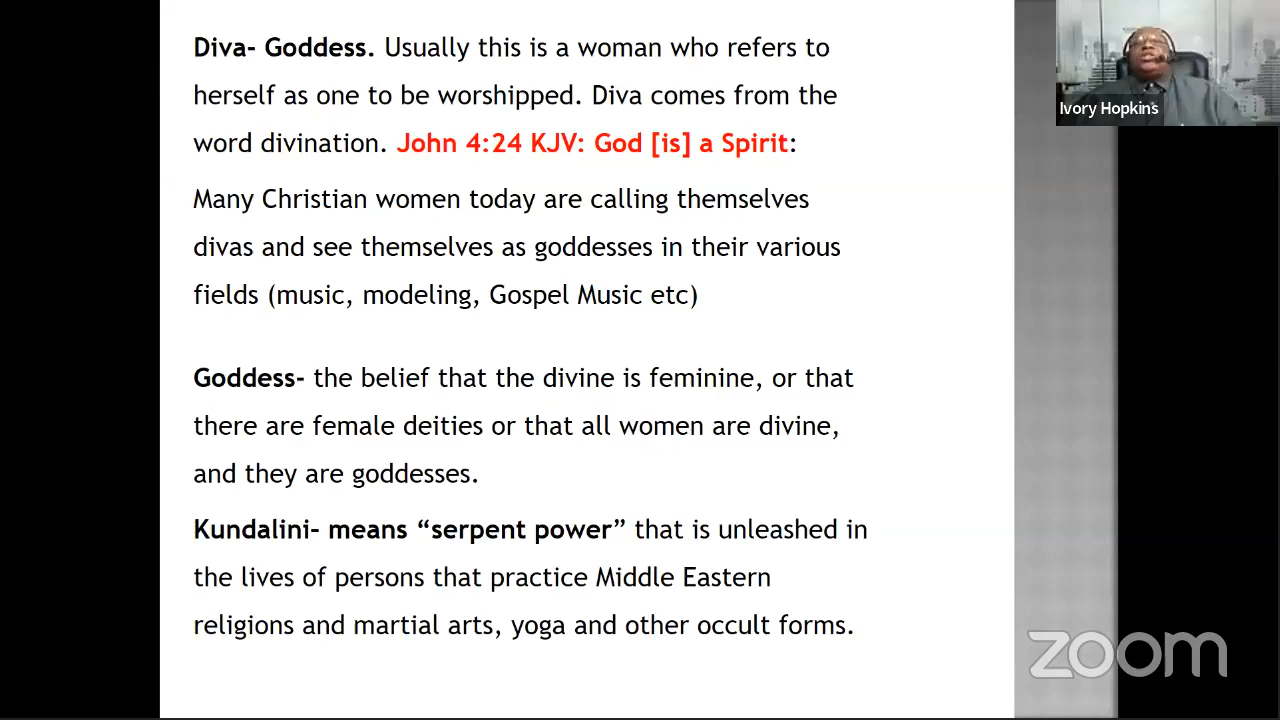 Diva- Goddess. Usually this is a woman who refers to
herself as one to be worshipped. Diva comes from the
word divination. John 4:24 KJV: God [is] a Spirit:
Many Christian women today are calling themselves
divas and see themselves as goddesses in their various
fields (music, modeling, Gospel Music etc)
Goddess- the belief that the divine is feminine, or that
there are female deities or that all women are divine,
and they are goddesses.
Kundalini- means “serpent power” that is unleashed in
the lives of persons that practice Middle Eastern
religions and martial arts, yoga and other occult forms.
Ivory Hopkins
zoom